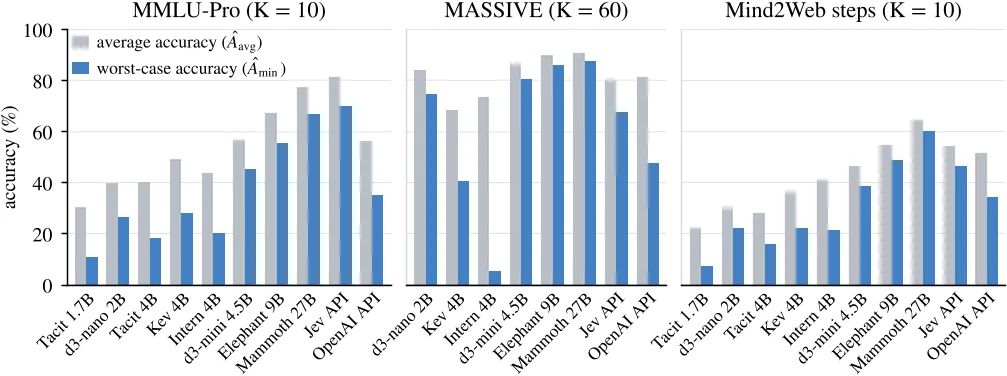 MMLU-Pro (K = 10)
MASSIVE (K = 60)
Mind2Web steps (K = 10)
accuracy (%)
100
80
60
40
20
0
average accuracy (Âavg)
worst-case accuracy (Âmin)
Tacit 1.7B
d3-nano 2B
Tacit 4B
Kev 4B
Intern 4B
d3-mini 4.5B
Elephant 9B
Mammoth 27B
Jev API
OpenAI API
d3-nano 2B
Kev 4B
Intern 4B
d3-mini 4.5B
Elephant 9B
Mammoth 27B
Jev API
OpenAI API
Tacit 1.7B
d3-nano 2B
Tacit 4B
Kev 4B
Intern 4B
d3-mini 4.5B
Elephant 9B
Mammoth 27B
Jev API
OpenAI API